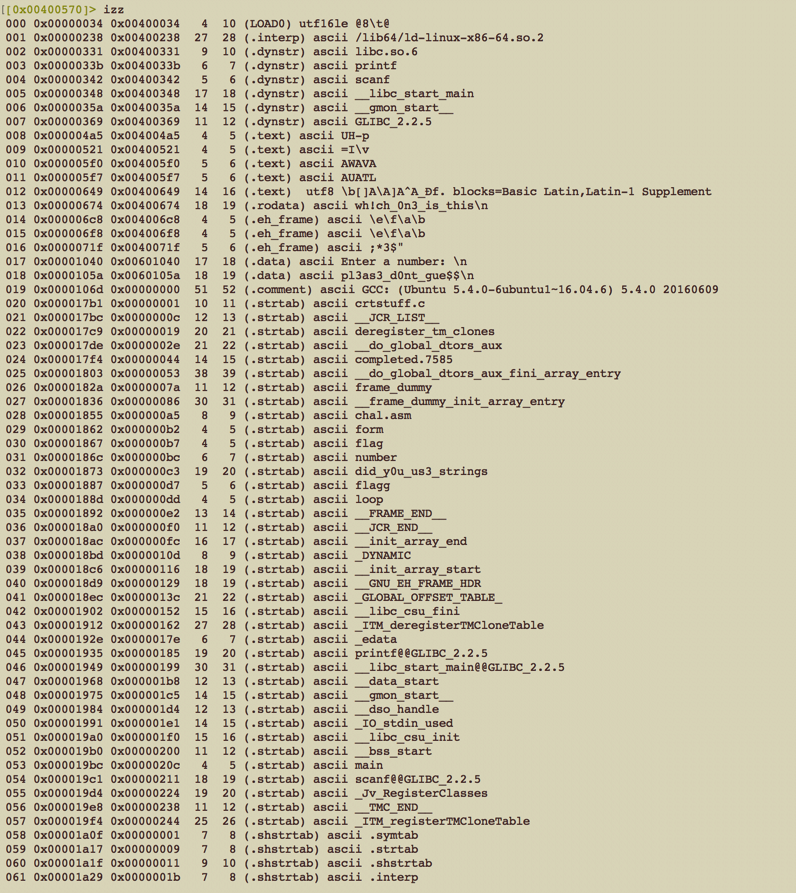 [[0x00400570]> izz
000 0x00000034 0x00400034 4 10 (LOAD0) utf16le @8\t@
001 0x00000238 0x00400238 27 28 (.interp) ascii /lib64/ld-linux-x86-64.so.2
002 0x00000331 0x00400331 9 10 (.dynstr) ascii libc.so.6
003 0x0000033b 0x0040033b 6 7 (.dynstr) ascii printf
004 0x00000342 0x00400342 5 6 (.dynstr) ascii scanf
005 0x00000348 0x00400348 17 18 (.dynstr) ascii __libc_start_main
006 0x0000035a 0x0040035a 14 15 (.dynstr) ascii __gmon_start__
007 0x00000369 0x00400369 11 12 (.dynstr) ascii GLIBC_2.2.5
008 0x000004a5 0x004004a5 4 5 (.text) ascii UH-p
009 0x00000521 0x00400521 4 5 (.text) ascii =I\v
010 0x000005f0 0x004005f0 5 6 (.text) ascii AWAVA
011 0x000005f7 0x004005f7 5 6 (.text) ascii AUATL
012 0x00000649 0x00400649 14 16 (.text) utf8 \b[]A\A]A^A_Ðf. blocks=Basic Latin,Latin-1 Supplement
013 0x00000674 0x00400674 18 19 (.rodata) ascii wh!ch_0n3_is_this\n
014 0x000006c8 0x004006c8 4 5 (.eh_frame) ascii \e\f\a\b
015 0x000006f8 0x004006f8 4 5 (.eh_frame) ascii \e\f\a\b
016 0x0000071f 0x0040071f 5 6 (.eh_frame) ascii ;*3$"
017 0x00001040 0x00601040 17 18 (.data) ascii Enter a number: \n
018 0x0000105a 0x0060105a 18 19 (.data) ascii pl3as3_d0nt_gue$$\n
019 0x0000106d 0x00000000 51 52 (.comment) ascii GCC: (Ubuntu 5.4.0-6ubuntu1~16.04.6) 5.4.0 20160609
020 0x000017b1 0x00000001 10 11 (.strtab) ascii crtstuff.c
021 0x000017bc 0x0000000c 12 13 (.strtab) ascii __JCR_LIST__
022 0x000017c9 0x00000019 20 21 (.strtab) ascii deregister_tm_clones
023 0x000017de 0x0000002e 21 22 (.strtab) ascii __do_global_dtors_aux
024 0x000017f4 0x00000044 14 15 (.strtab) ascii completed.7585
025 0x00001803 0x00000053 38 39 (.strtab) ascii __do_global_dtors_aux_fini_array_entry
026 0x0000182a 0x0000007a 11 12 (.strtab) ascii frame_dummy
027 0x00001836 0x00000086 30 31 (.strtab) ascii __frame_dummy_init_array_entry
028 0x00001855 0x000000a5 8 9 (.strtab) ascii chal.asm
029 0x00001862 0x000000b2 4 5 (.strtab) ascii form
030 0x00001867 0x000000b7 4 5 (.strtab) ascii flag
031 0x0000186c 0x000000bc 6 7 (.strtab) ascii number
032 0x00001873 0x000000c3 19 20 (.strtab) ascii did_y0u_us3_strings
033 0x00001887 0x000000d7 5 6 (.strtab) ascii flagg
034 0x0000188d 0x000000dd 4 5 (.strtab) ascii loop
035 0x00001892 0x000000e2 13 14 (.strtab) ascii __FRAME_END__
036 0x000018a0 0x000000f0 11 12 (.strtab) ascii __JCR_END__
037 0x000018ac 0x000000fc 16 17 (.strtab) ascii __init_array_end
038 0x000018bd 0x0000010d 8 9 (.strtab) ascii _DYNAMIC
039 0x000018c6 0x00000116 18 19 (.strtab) ascii __init_array_start
040 0x000018d9 0x00000129 18 19 (.strtab) ascii __GNU_EH_FRAME_HDR
041 0x000018ec 0x0000013c 21 22 (.strtab) ascii _GLOBAL_OFFSET_TABLE_
042 0x00001902 0x00000152 15 16 (.strtab) ascii __libc_csu_fini
043 0x00001912 0x00000162 27 28 (.strtab) ascii _ITM_deregisterTMCloneTable
044 0x0000192e 0x0000017e 6 7 (.strtab) ascii _edata
045 0x00001935 0x00000185 19 20 (.strtab) ascii printf@@GLIBC_2.2.5
046 0x00001949 0x00000199 30 31 (.strtab) ascii __libc_start_main@@GLIBC_2.2.5
047 0x00001968 0x000001b8 12 13 (.strtab) ascii __data_start
048 0x00001975 0x000001c5 14 15 (.strtab) ascii __gmon_start__
049 0x00001984 0x000001d4 12 13 (.strtab) ascii __dso_handle
050 0x00001991 0x000001e1 14 15 (.strtab) ascii _IO_stdin_used
051 0x000019a0 0x000001f0 15 16 (.strtab) ascii __libc_csu_init
052 0x000019b0 0x00000200 11 12 (.strtab) ascii __bss_start
053 0x000019bc 0x0000020c 4 5 (.strtab) ascii main
054 0x000019c1 0x00000211 18 19 (.strtab) ascii scanf@@GLIBC_2.2.5
055 0x000019d4 0x00000224 19 20 (.strtab) ascii _Jv_RegisterClasses
056 0x000019e8 0x00000238 11 12 (.strtab) ascii __TMC_END__
057 0x000019f4 0x00000244 25 26 (.strtab) ascii _ITM_registerTMCloneTable
058 0x00001a0f 0x00000001 7 8 (.shstrtab) ascii .symtab
059 0x00001a17 0x00000009 7 8 (.shstrtab) ascii .strtab
060 0x00001a1f 0x00000011 9 10 (.shstrtab) ascii .shstrtab
061 0x00001a29 0x0000001b 7 8 (.shstrtab) ascii .interp